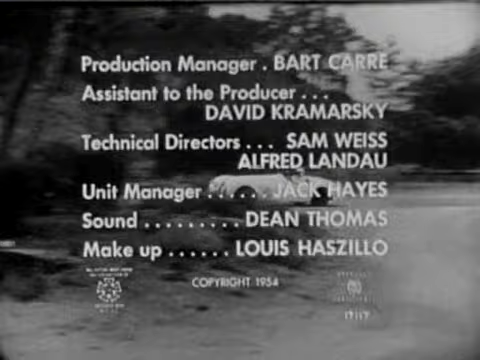 Production Manager . BART CARRE
Assistant to the Producer . . .
DAVID KRAMARSKY
Technical Directors . . . SAM WEISS
ALFRED LANDAU
Unit Manager . . . . . . JACK HAYES
Sound . . . . . . . . . DEAN THOMAS
Make up . . . . . . LOUIS HASZILLO
COPYRIGHT 1954
17117